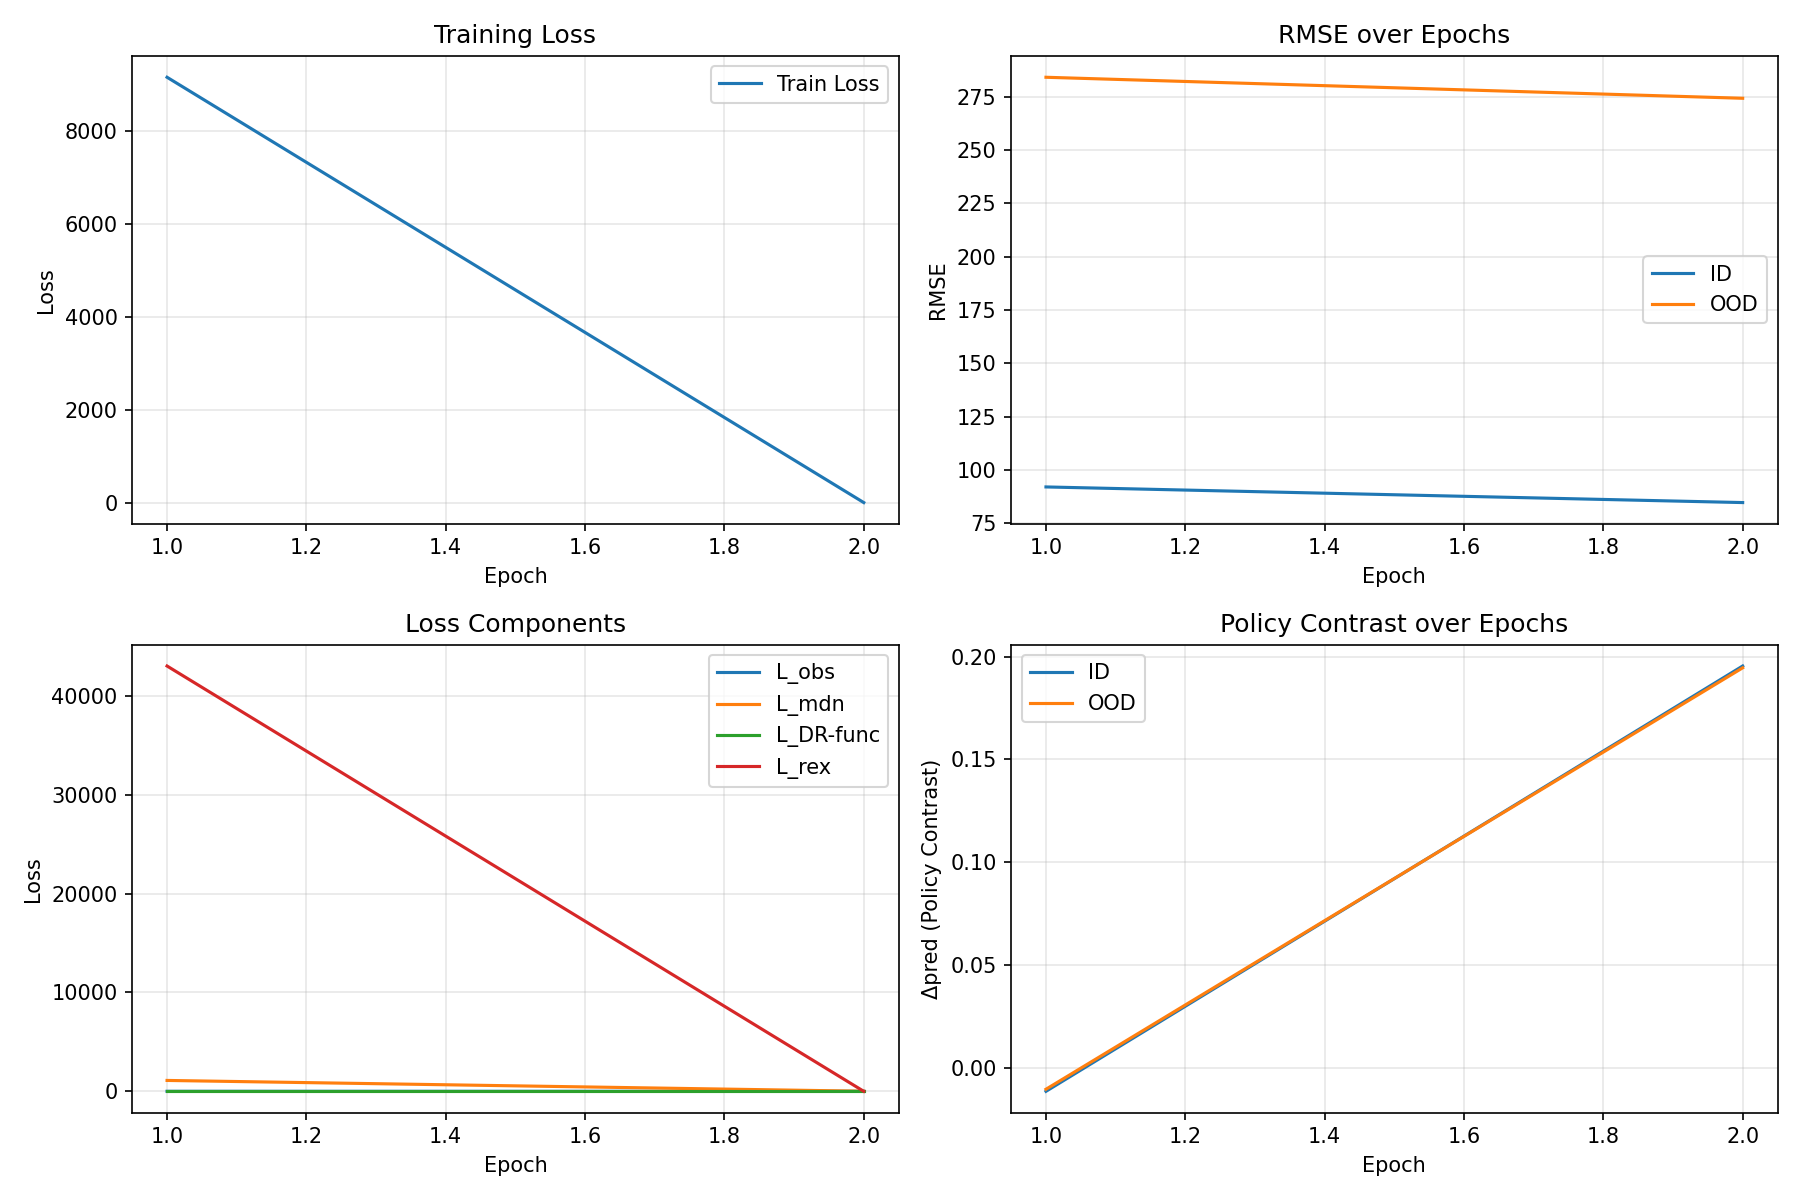 Training Loss
Train Loss
Loss
8000
6000
4000
2000
0
1.0 1.2 1.4 1.6 1.8 2.0
Epoch
RMSE over Epochs
ID
OOD
RMSE
275
250
225
200
175
150
125
100
75
1.0 1.2 1.4 1.6 1.8 2.0
Epoch
Loss Components
L_obs
L_mdn
L_DR-func
L_rex
Loss
40000
30000
20000
10000
0
1.0 1.2 1.4 1.6 1.8 2.0
Epoch
Policy Contrast over Epochs
ID
OOD
Δpred (Policy Contrast)
0.20
0.15
0.10
0.05
0.00
1.0 1.2 1.4 1.6 1.8 2.0
Epoch